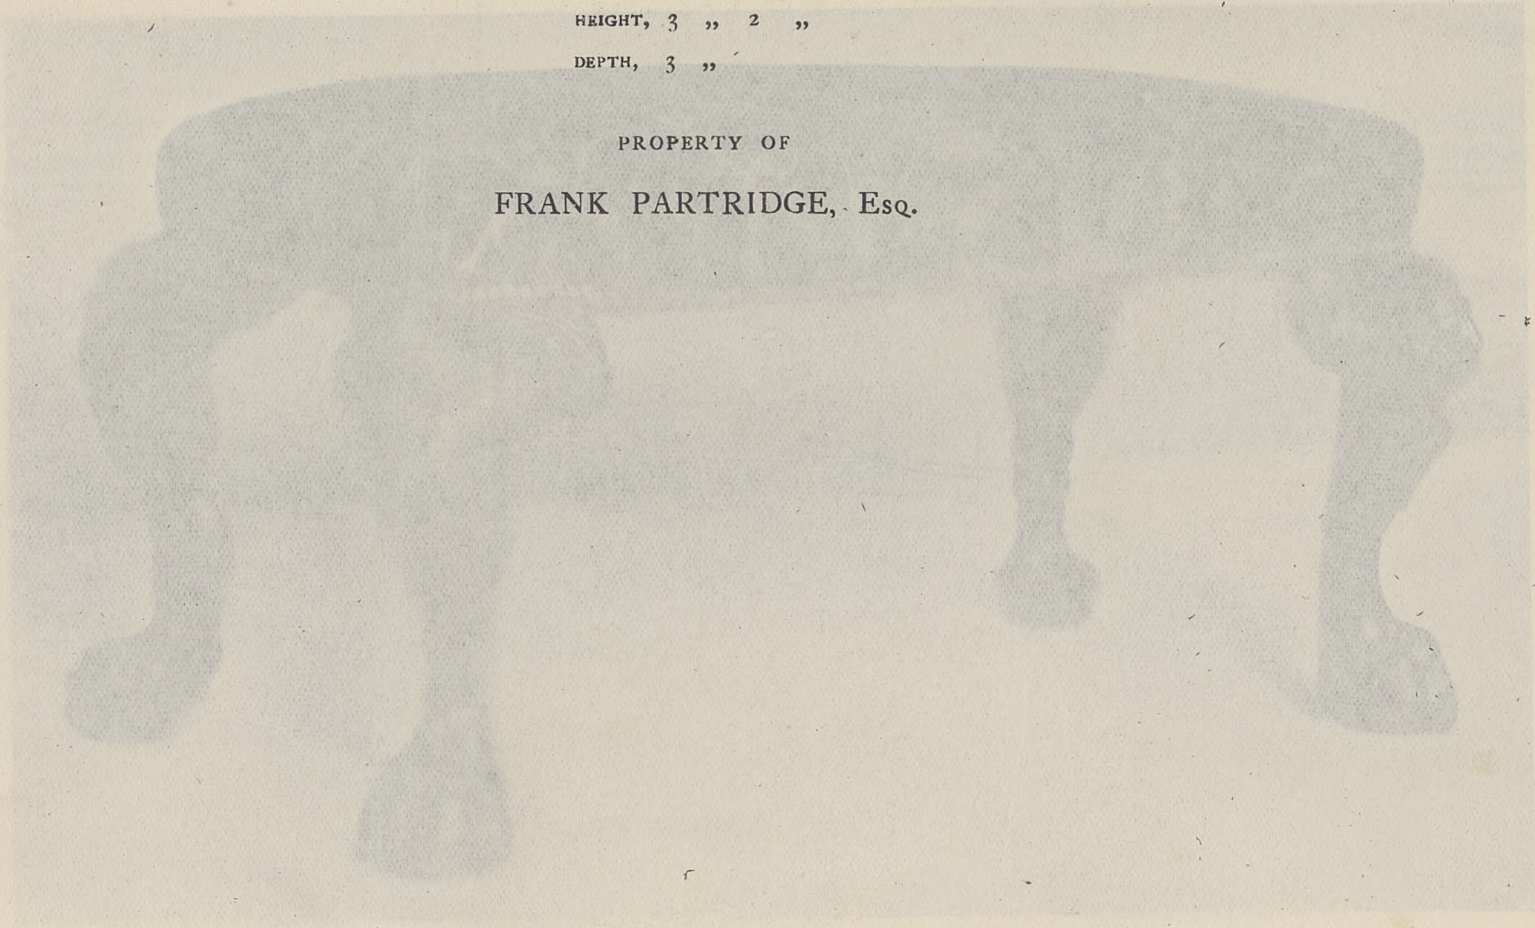 HEIGHT, 3 „ 2 „
DEPTH, 3 „
PROPERTY OF
FRANK PARTRIDGE, Esq.